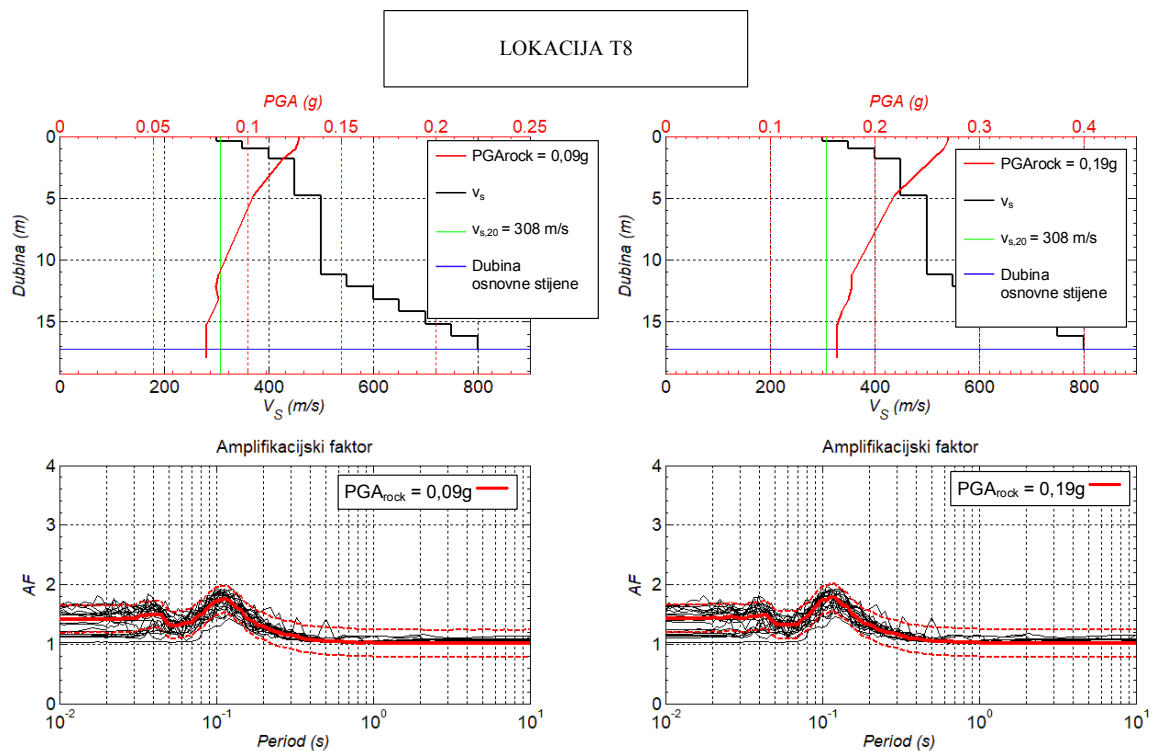 LOKACIJA T8
PGA (g)
0 0.05 0.1 0.15 0.2 0.25
0
5
10
15
Dubina (m)
PGArock = 0,09g
vs
vs,20 = 308 m/s
Dubina
osnovne stijene
0 200 400 600 800
VS (m/s)
PGA (g)
0 0.1 0.2 0.3 0.4
0
5
10
15
Dubina (m)
PGArock = 0,19g
vs
vs,20 = 308 m/s
Dubina
osnovne stijene
0 200 400 600 800
VS (m/s)
Amplifikacijski faktor
4
3
2
1
0
AF
PGArock = 0,09g
10-2 10-1 100 101
Period (s)
Amplifikacijski faktor
4
3
2
1
0
AF
PGArock = 0,19g
10-2 10-1 100 101
Period (s)